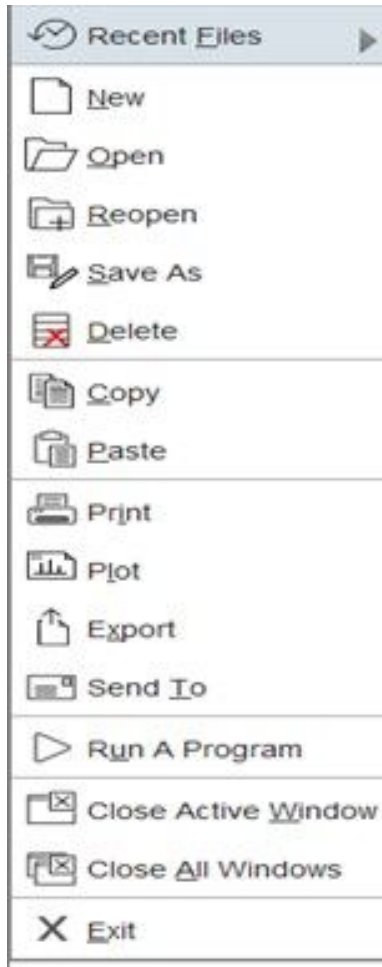 Recent Files
New
Open
Reopen
Save As
Delete
Copy
Paste
Print
Plot
Export
Send To
Run A Program
Close Active Window
Close All Windows
Exit